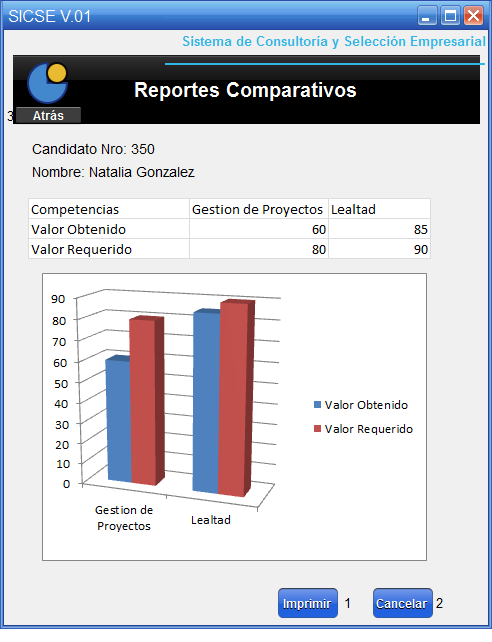 SICSE V.01
Sistema de Consultoría y Selección Empresarial
Reportes Comparativos
3 Atrás
Candidato Nro: 350
Nombre: Natalia Gonzalez
Competencias Gestion de Proyectos Lealtad
Valor Obtenido 60 85
Valor Requerido 80 90
90
80
70
60
50
40
30
20
10
0
Gestion de
Proyectos
Lealtad
Valor Obtenido
Valor Requerido
Imprimir 1 Cancelar 2